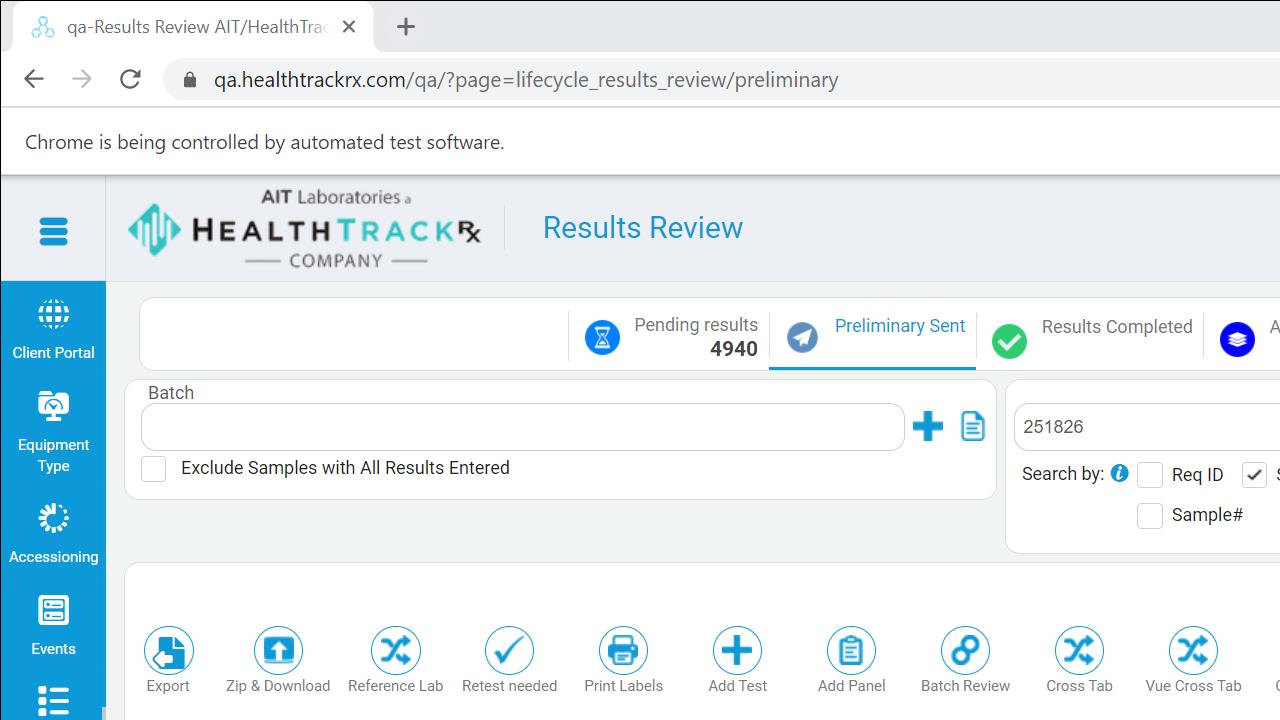 qa-Results Review AIT/HealthTrac
qa.healthtrackrx.com/qa/?page=lifecycle_results_review/preliminary
Chrome is being controlled by automated test software.
AIT Laboratories a
HEALTHTRACKRx
COMPANY
Results Review
Client Portal
Equipment
Type
Accessioning
Events
Pending results
4940
Preliminary Sent
Results Completed
A
Batch
Exclude Samples with All Results Entered
251826
Search by: Req ID S
Sample#
Export
Zip & Download
Reference Lab
Retest needed
Print Labels
Add Test
Add Panel
Batch Review
Cross Tab
Vue Cross Tab